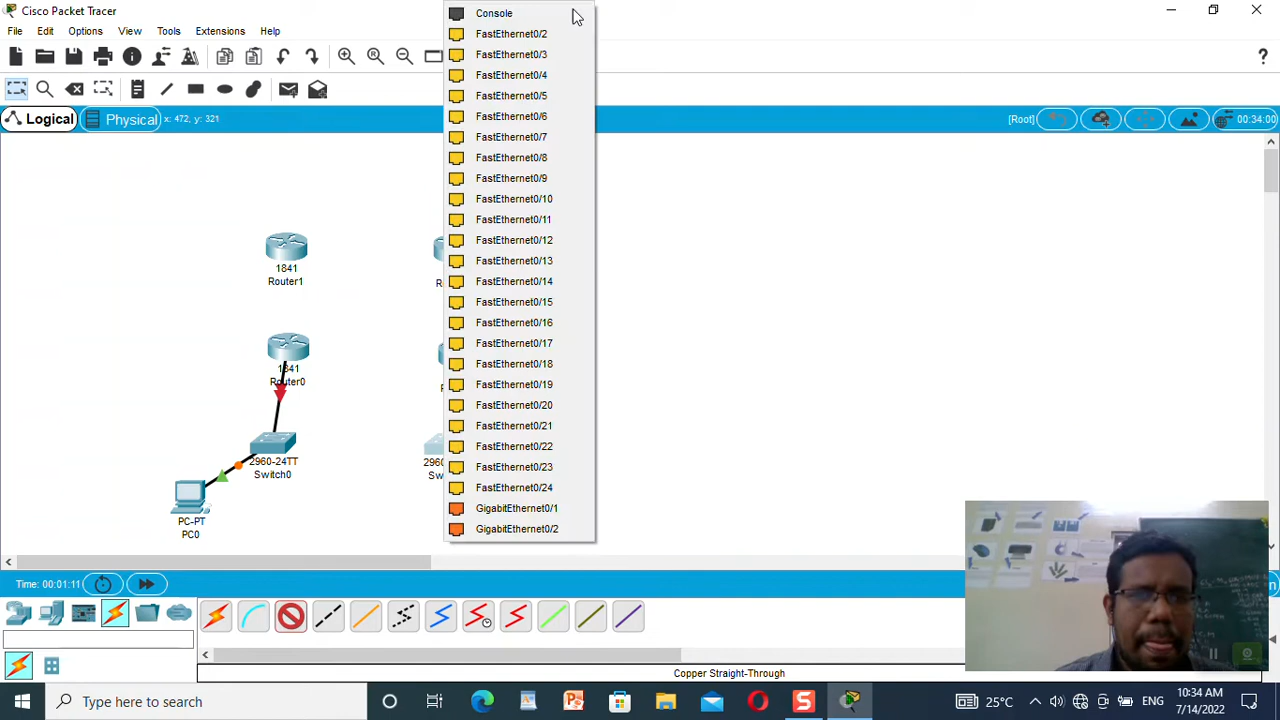 Cisco Packet Tracer
File Edit Options View Tools Extensions Help
Logical
Physical
x: 472, y: 321
[Root]
00:34:00
Console
FastEthernet0/2
FastEthernet0/3
FastEthernet0/4
FastEthernet0/5
FastEthernet0/6
FastEthernet0/7
FastEthernet0/8
FastEthernet0/9
FastEthernet0/10
FastEthernet0/11
FastEthernet0/12
FastEthernet0/13
FastEthernet0/14
FastEthernet0/15
FastEthernet0/16
FastEthernet0/17
FastEthernet0/18
FastEthernet0/19
FastEthernet0/20
FastEthernet0/21
FastEthernet0/22
FastEthernet0/23
FastEthernet0/24
GigabitEthernet0/1
GigabitEthernet0/2
1841
Router1
1841
Router0
2960-24TT
Switch0
PC-PT
PC0
Time: 00:01:11
Copper Straight-Through
Type here to search
25°C
ENG
10:34 AM
7/14/2022